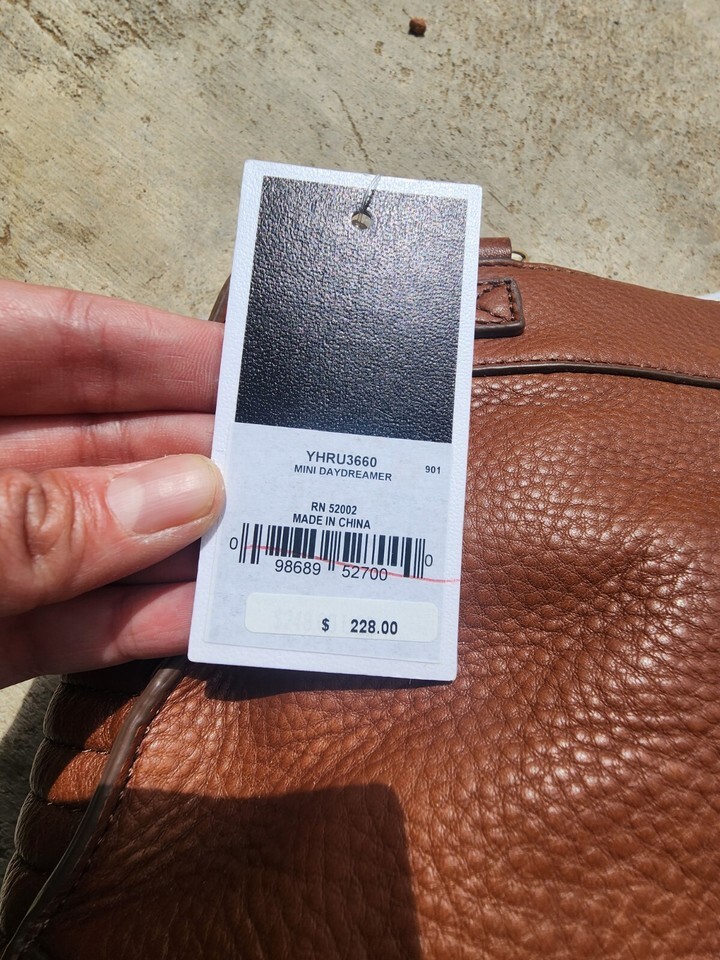 YHRU3660
901
MINI DAYDREAMER
RN 52002
MADE IN CHINA
0 98689 52700 0
$ 228.00